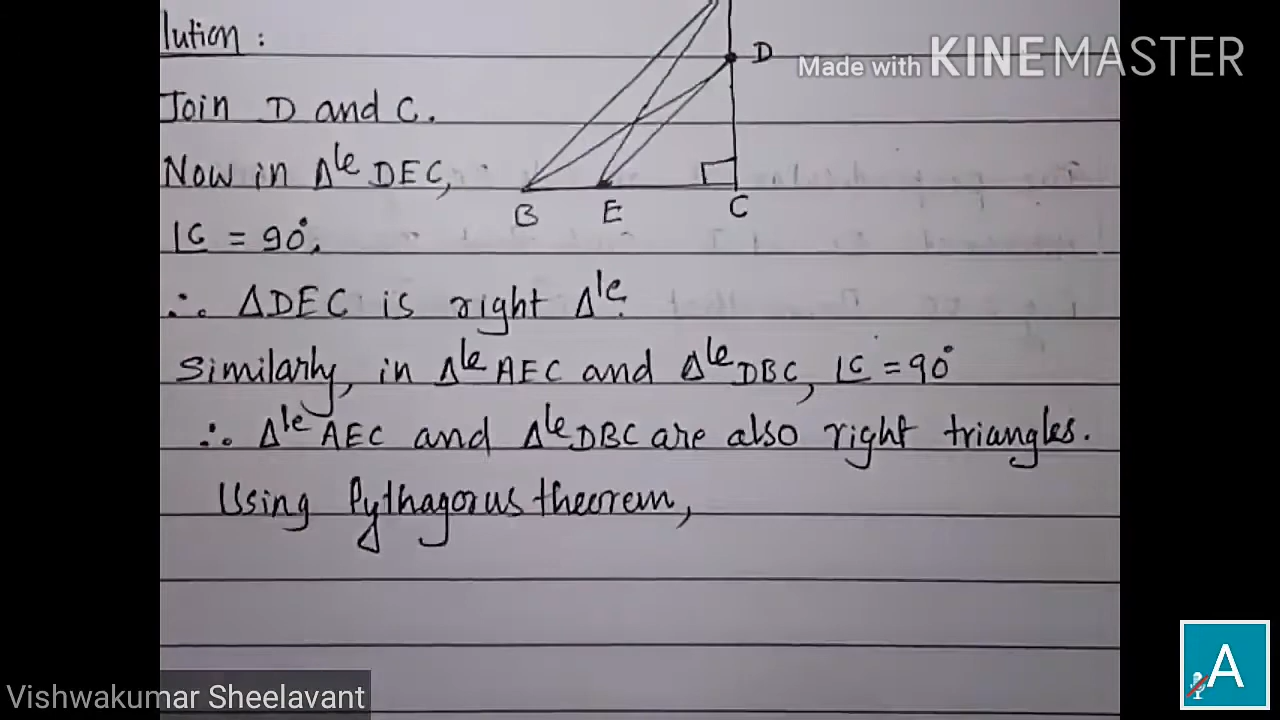 lution :
D
Made with KINEMASTER
Join D and C.
Now in Δle DEC,
B E C
∟C = 90°.
∴ ΔDEC is right Δle.
Similarly, in Δle AEC and Δle DBC, ∟C = 90°
∴ Δle AEC and Δle DBC are also right triangles.
Using Pythagorus theorem,
Vishwakumar Sheelavant
A